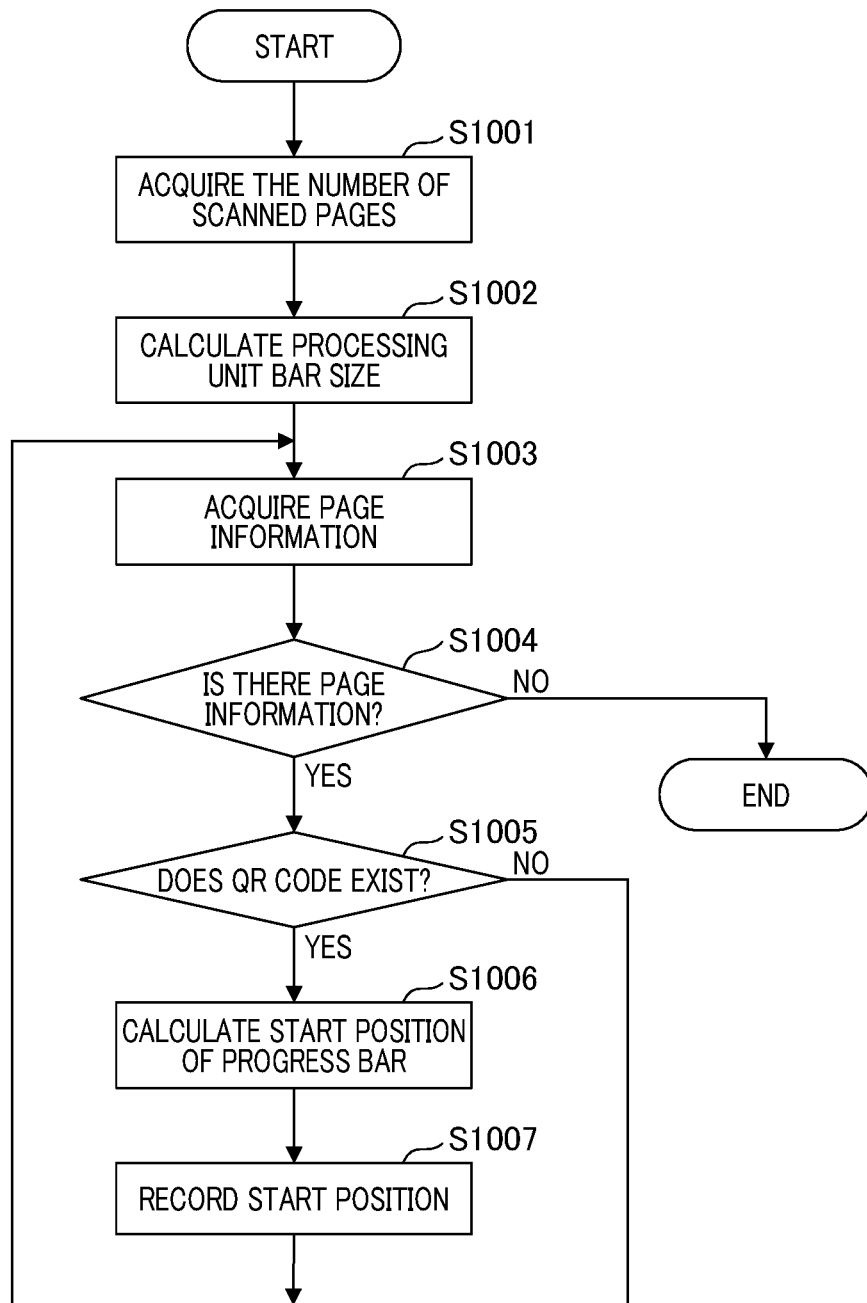 START
S1001
ACQUIRE THE NUMBER OF
SCANNED PAGES
S1002
CALCULATE PROCESSING
UNIT BAR SIZE
S1003
ACQUIRE PAGE
INFORMATION
S1004
IS THERE PAGE
INFORMATION?
NO
YES
END
S1005
DOES QR CODE EXIST?
NO
YES
S1006
CALCULATE START POSITION
OF PROGRESS BAR
S1007
RECORD START POSITION